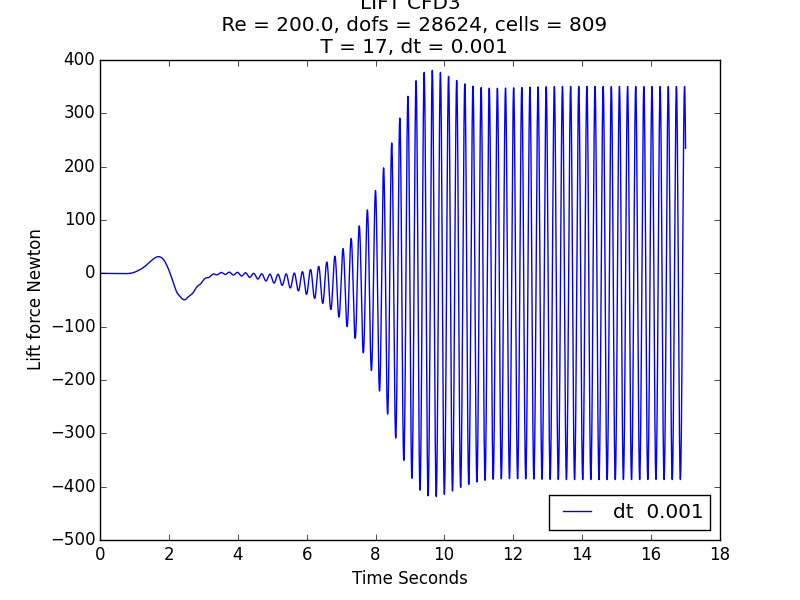 LIFT CFD3
Re = 200.0, dofs = 28624, cells = 809
T = 17, dt = 0.001
400
300
200
100
0
−100
−200
−300
−400
−500
Lift force Newton
0 2 4 6 8 10 12 14 16 18
Time Seconds
dt 0.001